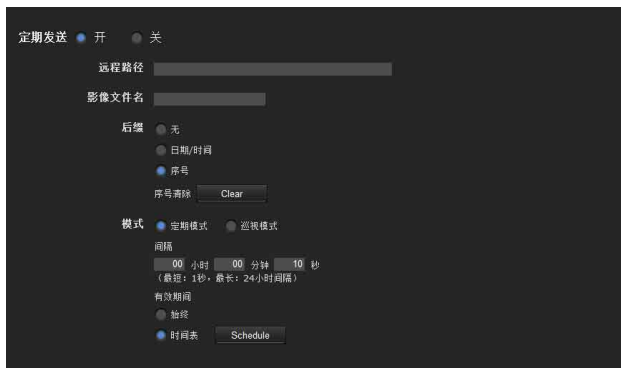 定期发送 开 关
远程路径
影像文件名
后缀 无
日期/时间
序号
序号清除 Clear
模式 定期模式 巡视模式
间隔
00 小时 00 分钟 10 秒
（最短：1秒，最长：24小时间隔）
有效期间
始终
时间表 Schedule